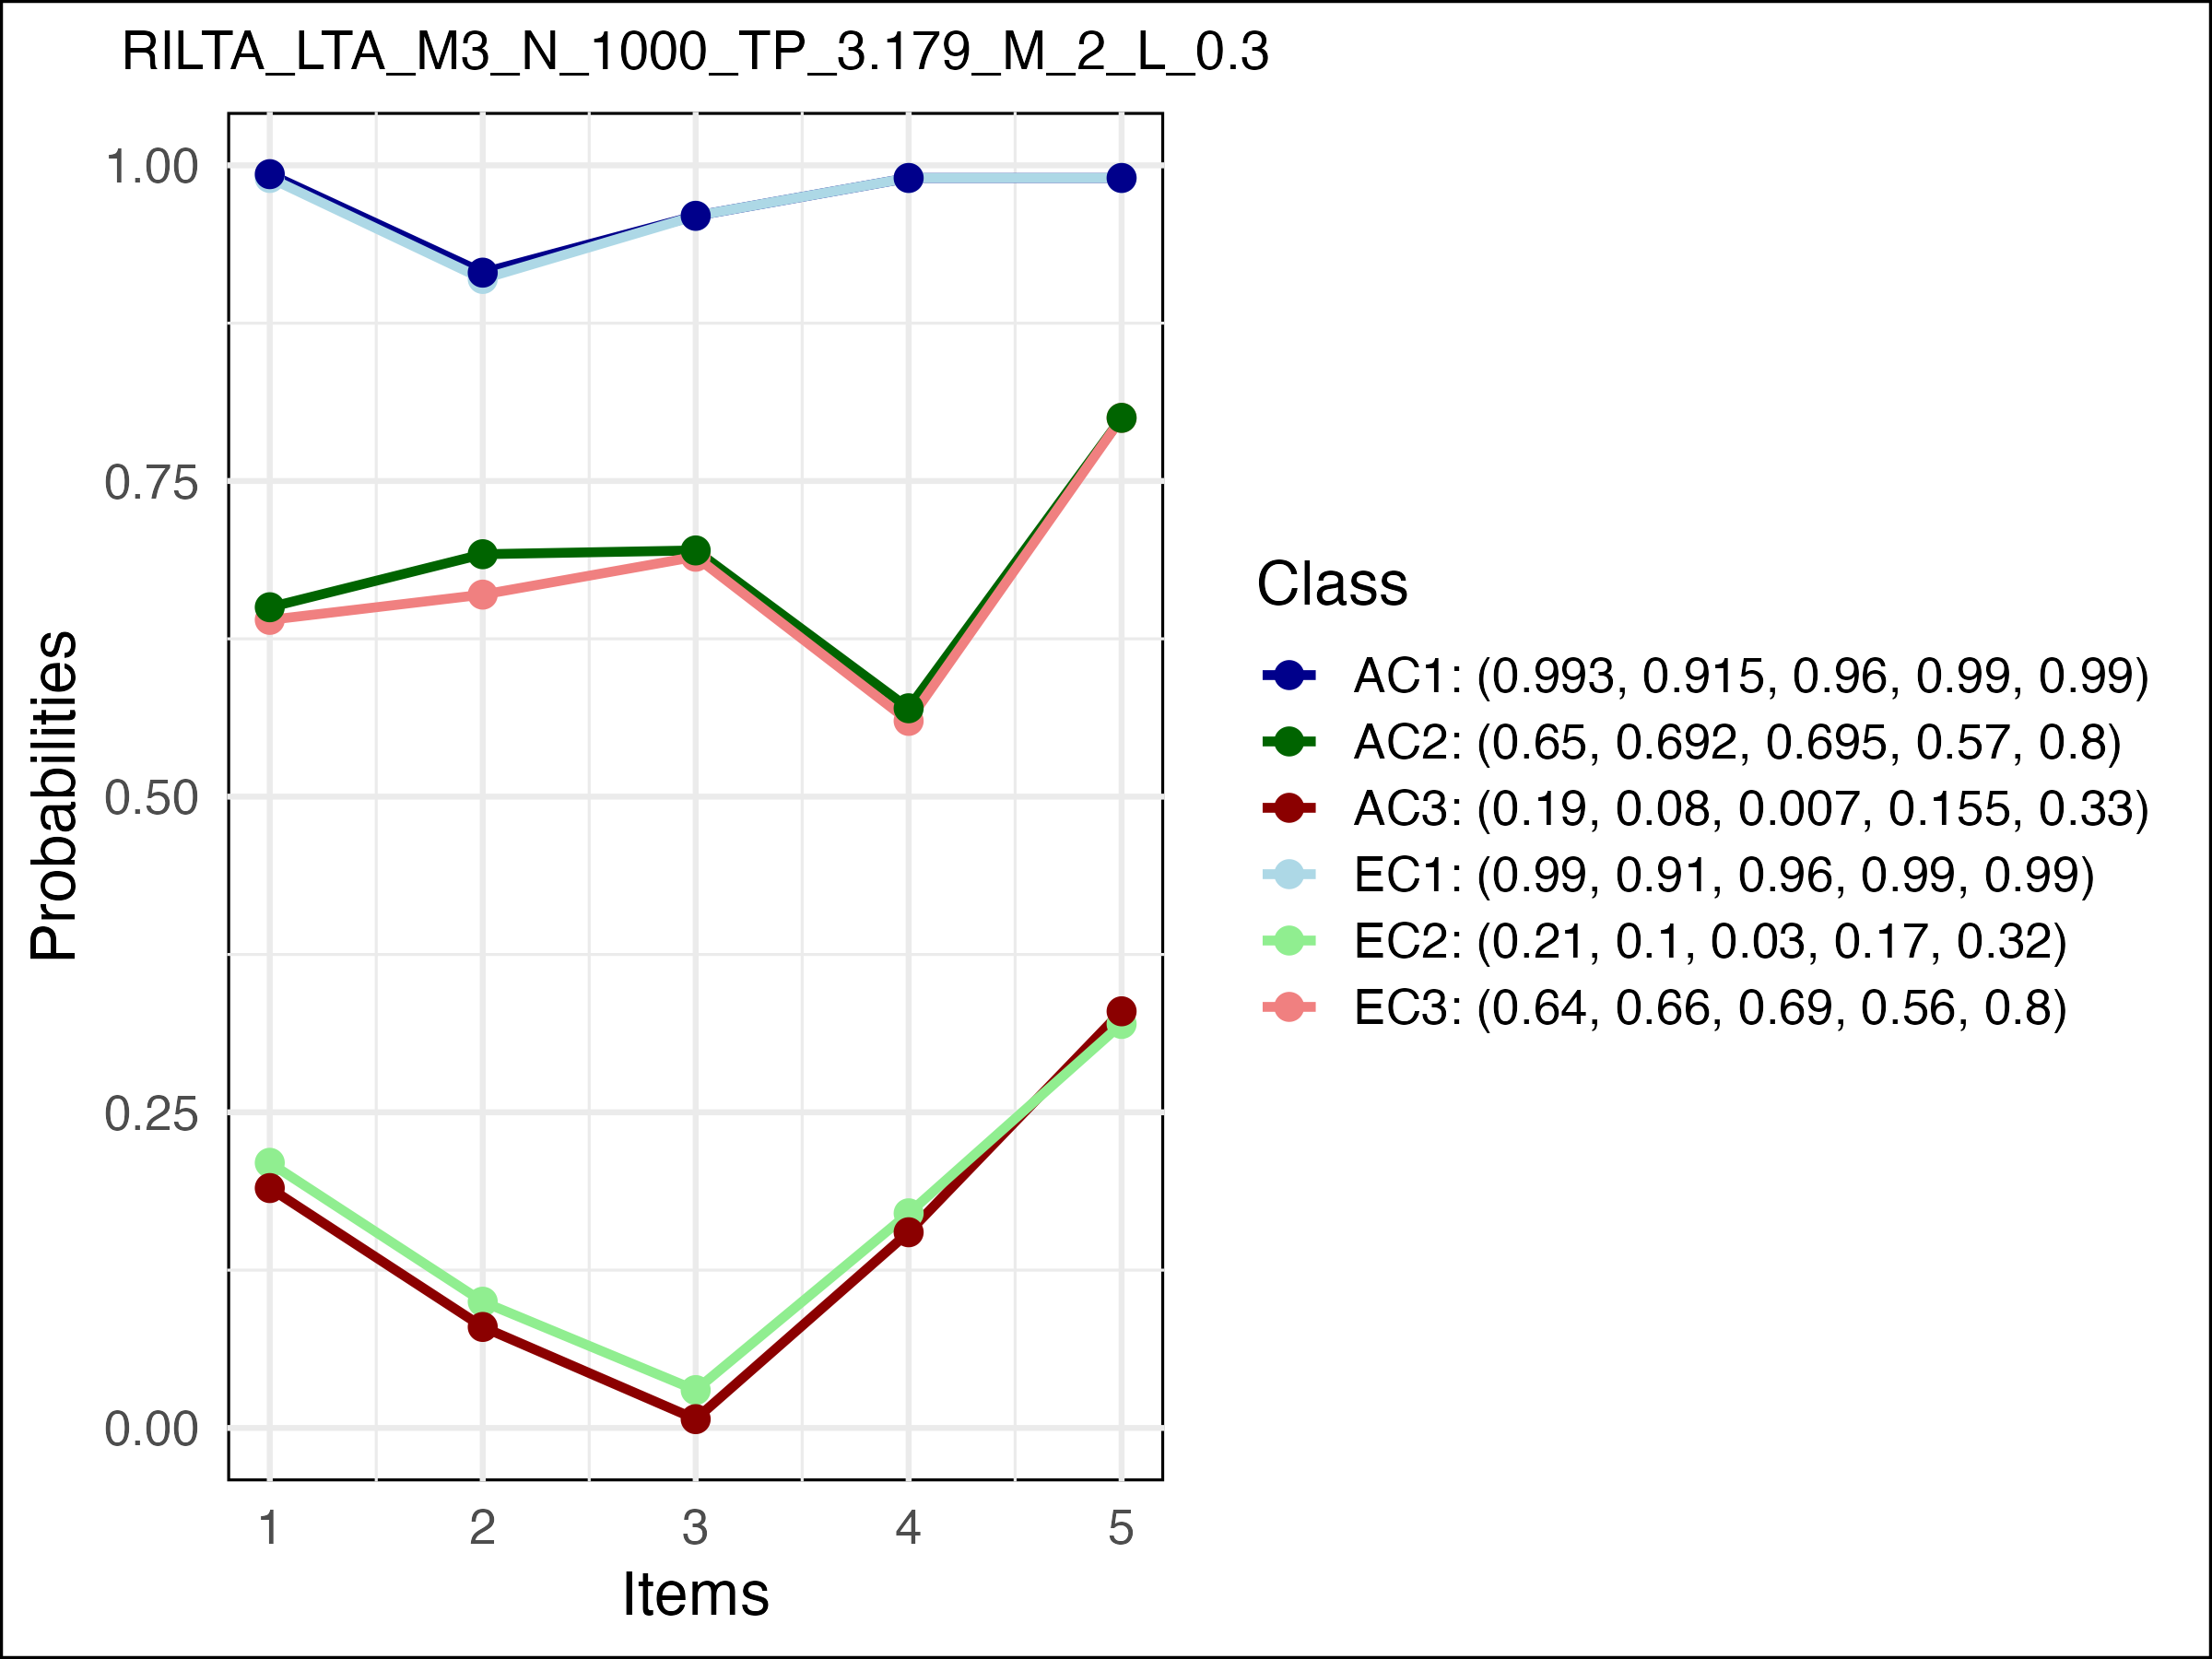 RILTA_LTA_M3_N_1000_TP_3.179_M_2_L_0.3
1.00
0.75
0.50
0.25
0.00
Probabilities
1 2 3 4 5
Items
Class
AC1: (0.993, 0.915, 0.96, 0.99, 0.99)
AC2: (0.65, 0.692, 0.695, 0.57, 0.8)
AC3: (0.19, 0.08, 0.007, 0.155, 0.33)
EC1: (0.99, 0.91, 0.96, 0.99, 0.99)
EC2: (0.21, 0.1, 0.03, 0.17, 0.32)
EC3: (0.64, 0.66, 0.69, 0.56, 0.8)